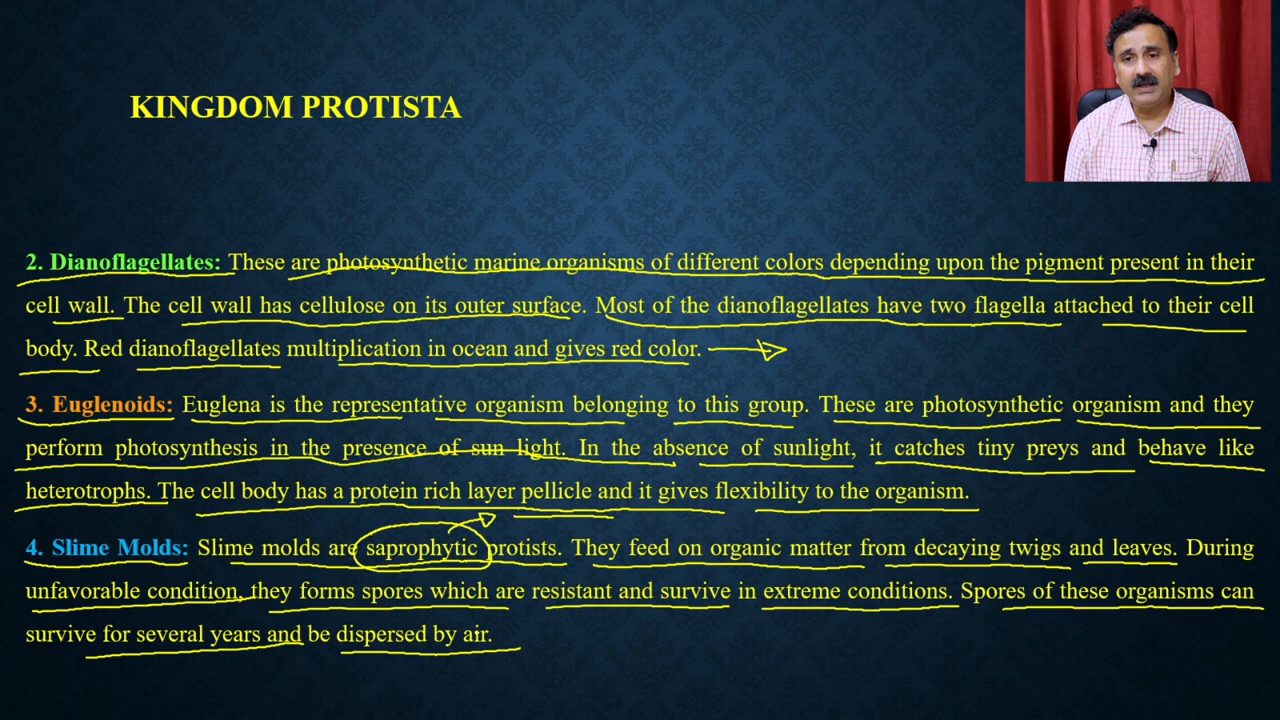 KINGDOM PROTISTA
2. Dianoflagellates: These are photosynthetic marine organisms of different colors depending upon the pigment present in their
cell wall. The cell wall has cellulose on its outer surface. Most of the dianoflagellates have two flagella attached to their cell
body. Red dianoflagellates multiplication in ocean and gives red color.
3. Euglenoids: Euglena is the representative organism belonging to this group. These are photosynthetic organism and they
perform photosynthesis in the presence of sun light. In the absence of sunlight, it catches tiny preys and behave like
heterotrophs. The cell body has a protein rich layer pellicle and it gives flexibility to the organism.
4. Slime Molds: Slime molds are saprophytic protists. They feed on organic matter from decaying twigs and leaves. During
unfavorable condition, they forms spores which are resistant and survive in extreme conditions. Spores of these organisms can
survive for several years and be dispersed by air.